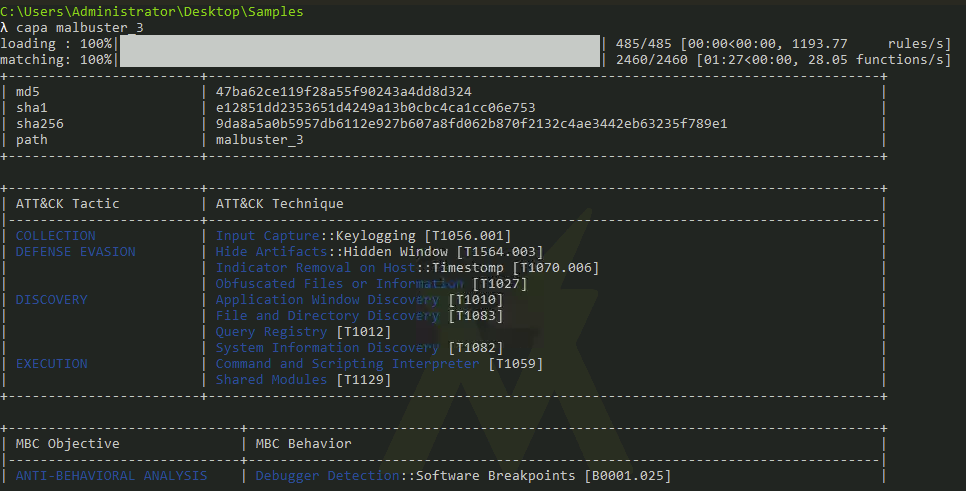 C:\Users\Administrator\Desktop\Samples
λ capa malbuster_3
loading : 100%| | 485/485 [00:00<00:00, 1193.77 rules/s]
matching: 100%| | 2460/2460 [01:27<00:00, 28.05 functions/s]
md5 47ba62ce119f28a55f90243a4dd8d324
sha1 e12851dd2353651d4249a13b0cbc4ca1cc06e753
sha256 9da8a5a0b5957db6112e927b607a8fd062b870f2132c4ae3442eb63235f789e1
path malbuster_3
ATT&CK Tactic ATT&CK Technique
COLLECTION Input Capture::Keylogging [T1056.001]
DEFENSE EVASION Hide Artifacts::Hidden Window [T1564.003]
Indicator Removal on Host::Timestomp [T1070.006]
Obfuscated Files or Information [T1027]
DISCOVERY Application Window Discovery [T1010]
File and Directory Discovery [T1083]
Query Registry [T1012]
System Information Discovery [T1082]
EXECUTION Command and Scripting Interpreter [T1059]
Shared Modules [T1129]
MBC Objective MBC Behavior
ANTI-BEHAVIORAL ANALYSIS Debugger Detection::Software Breakpoints [B0001.025]